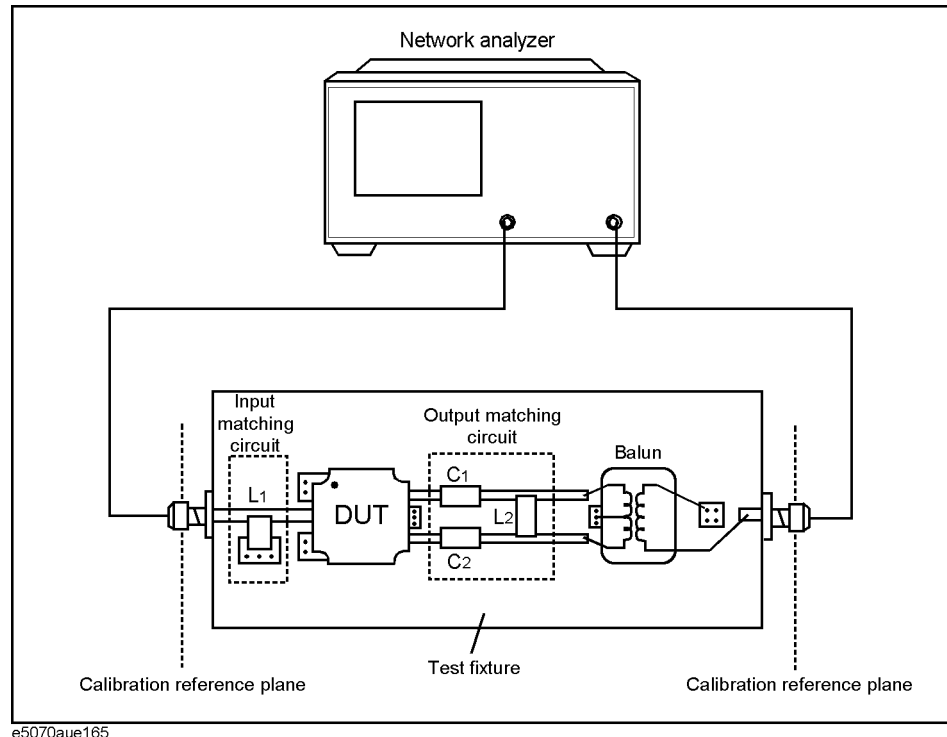 Network analyzer
Input
matching
circuit
Output matching
circuit
Balun
L1
C1
DUT
L2
C2
Test fixture
Calibration reference plane
Calibration reference plane
e5070aue165